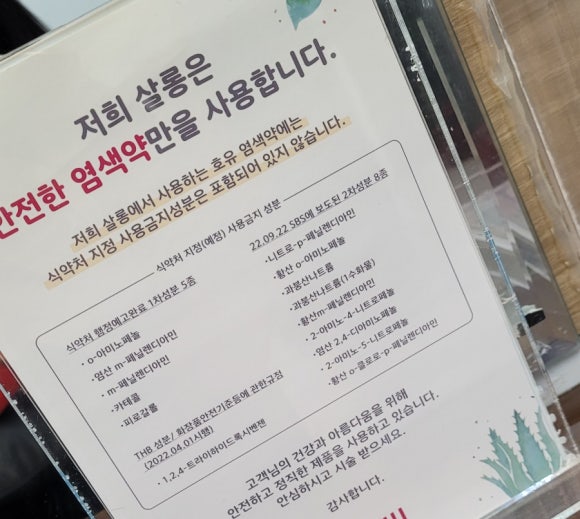 저희 살롱은
안전한 염색약만을 사용합니다.
저희 살롱에서 사용하는 호유 염색약에는
식약처 지정 사용금지성분은 포함되어 있지 않습니다.
식약처 지정(예정) 사용금지 성분
식약처 행정예고완료 1차성분 5종
· o-아미노페놀
·염산 m-페닐렌디아민
· m-페닐렌디아민
· 카테콜
· 피로갈롤
THB 성분/ 화장품안전기준등에 관한규정
(2022.04.01시행)
· 1.2.4-트라이하이드록시벤젠
22.09.22 SBS에 보도된 2차성분 8종
·니트로-p-페닐렌디아민
·황산 o-아미노페놀
·과붕산나트륨
·과붕산나트륨(1수화물)
·황산m-페닐렌디아민
· 2-아미노-4-니트로페놀
·염산 2,4-디아미노페놀
· 2-아미노-5-니트로페놀
·황산 o-클로로-p-페닐렌디아민
고객님의 건강과 아름다움을 위해
안전하고 정직한 제품을 사용하고 있습니다.
안심하시고 시술 받으세요.
감사합니다.